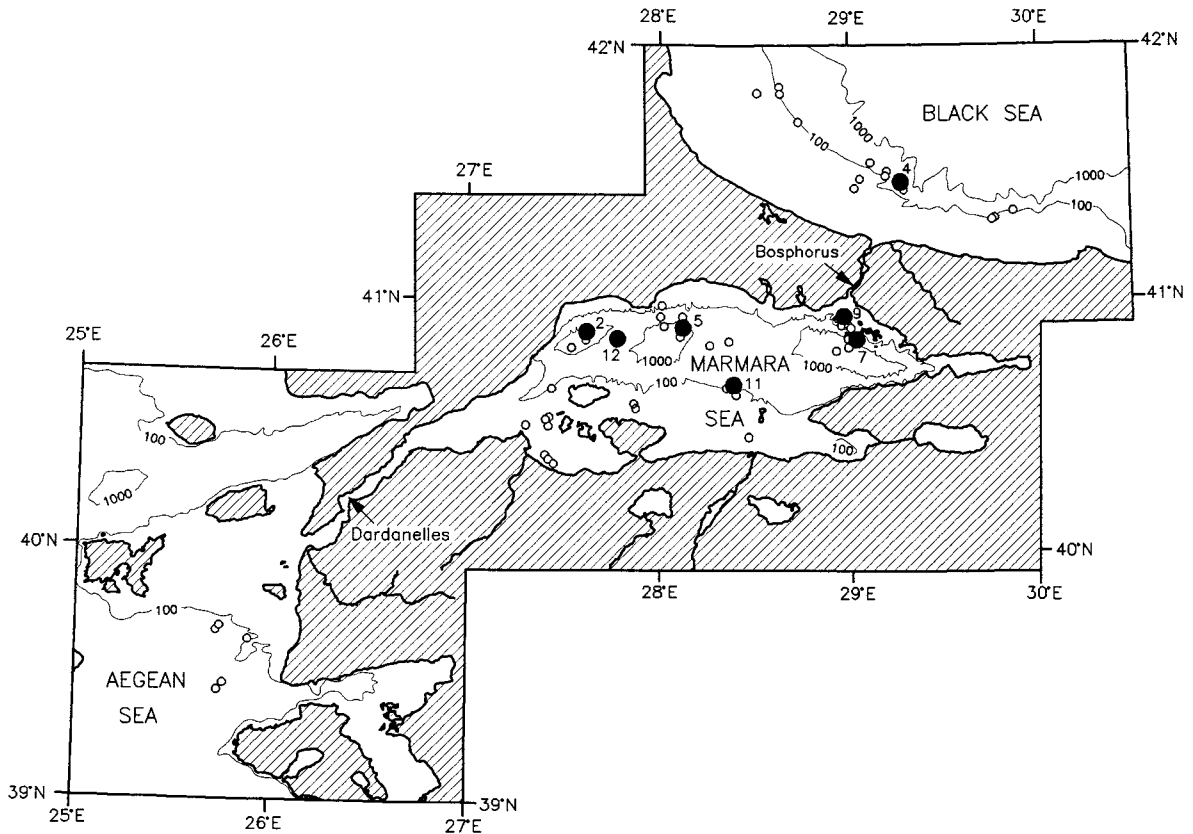 28°E 29°E 30°E
42°N 42°N
BLACK SEA
1000
100
4
1000
100
27°E
Bosphorus
41°N 41°N
25°E 26°E
2 5 9
12 1000 MARMARA 1000 7
100 11
SEA
100
100
1000
Dardanelles
40°N 40°N
28°E 29°E 30°E
100
AEGEAN
SEA
39°N 39°N
25°E 26°E 27°E